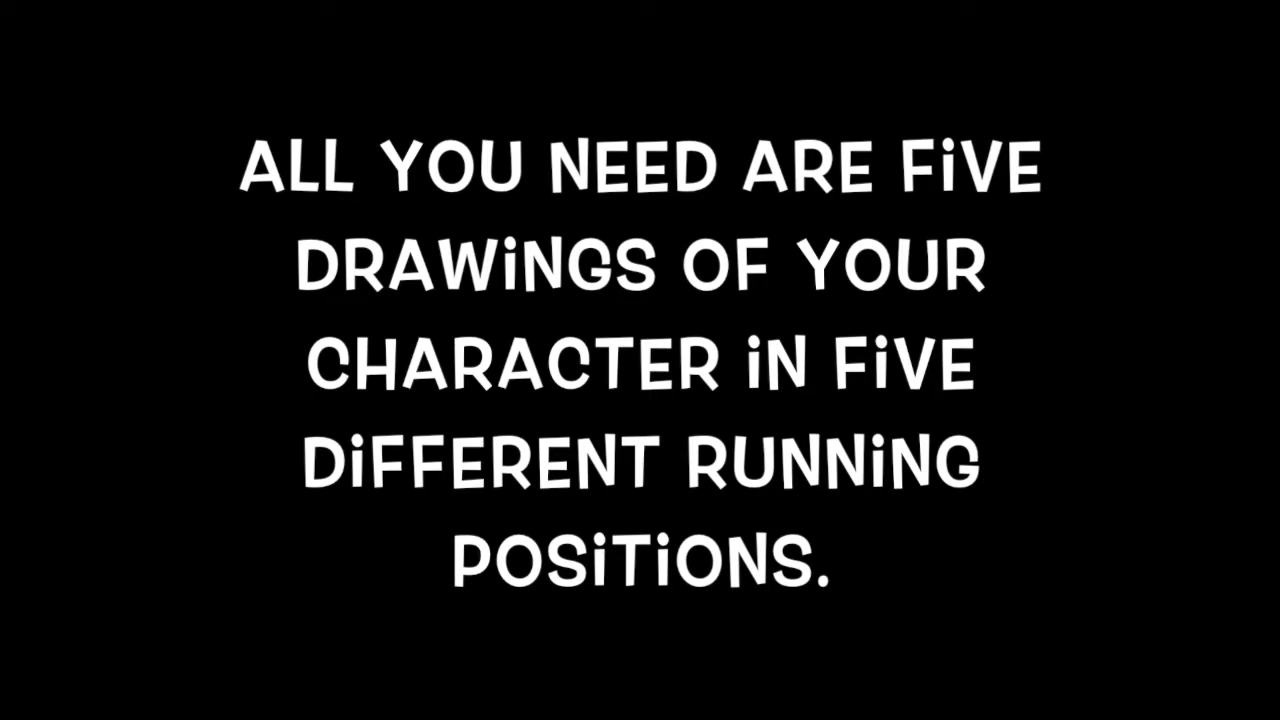 ALL YOU NEED ARE FiVE
DRAWiNGS OF YOUR
CHARACTER iN FiVE
DiFFERENT RUNNiNG
POSiTiONS.